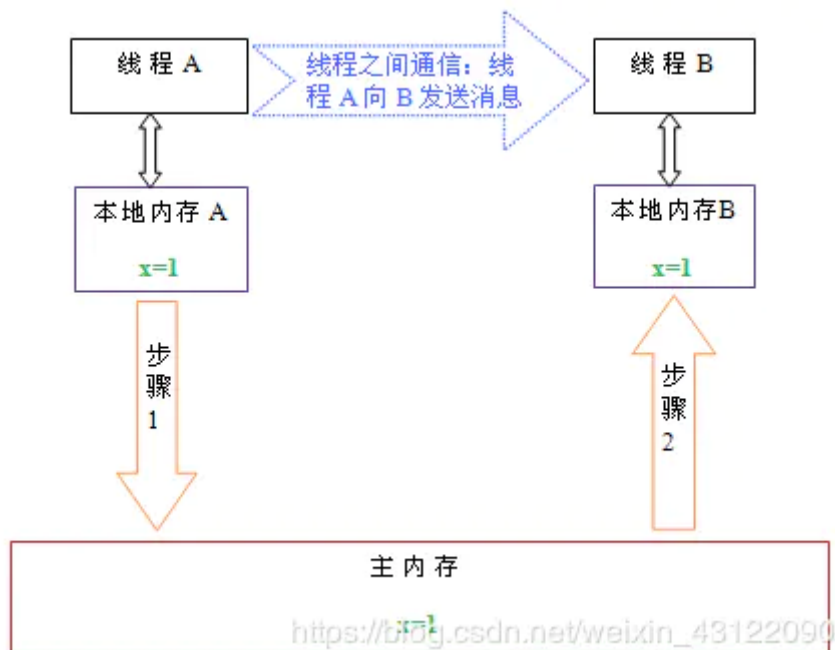 线程 A
线程之间通信：线
程 A 向 B 发送消息
线程 B
本地内存 A
x=1
本地内存B
x=1
步
骤
1
步
骤
2
主内存
x=1
https://blog.csdn.net/weixin_43122090